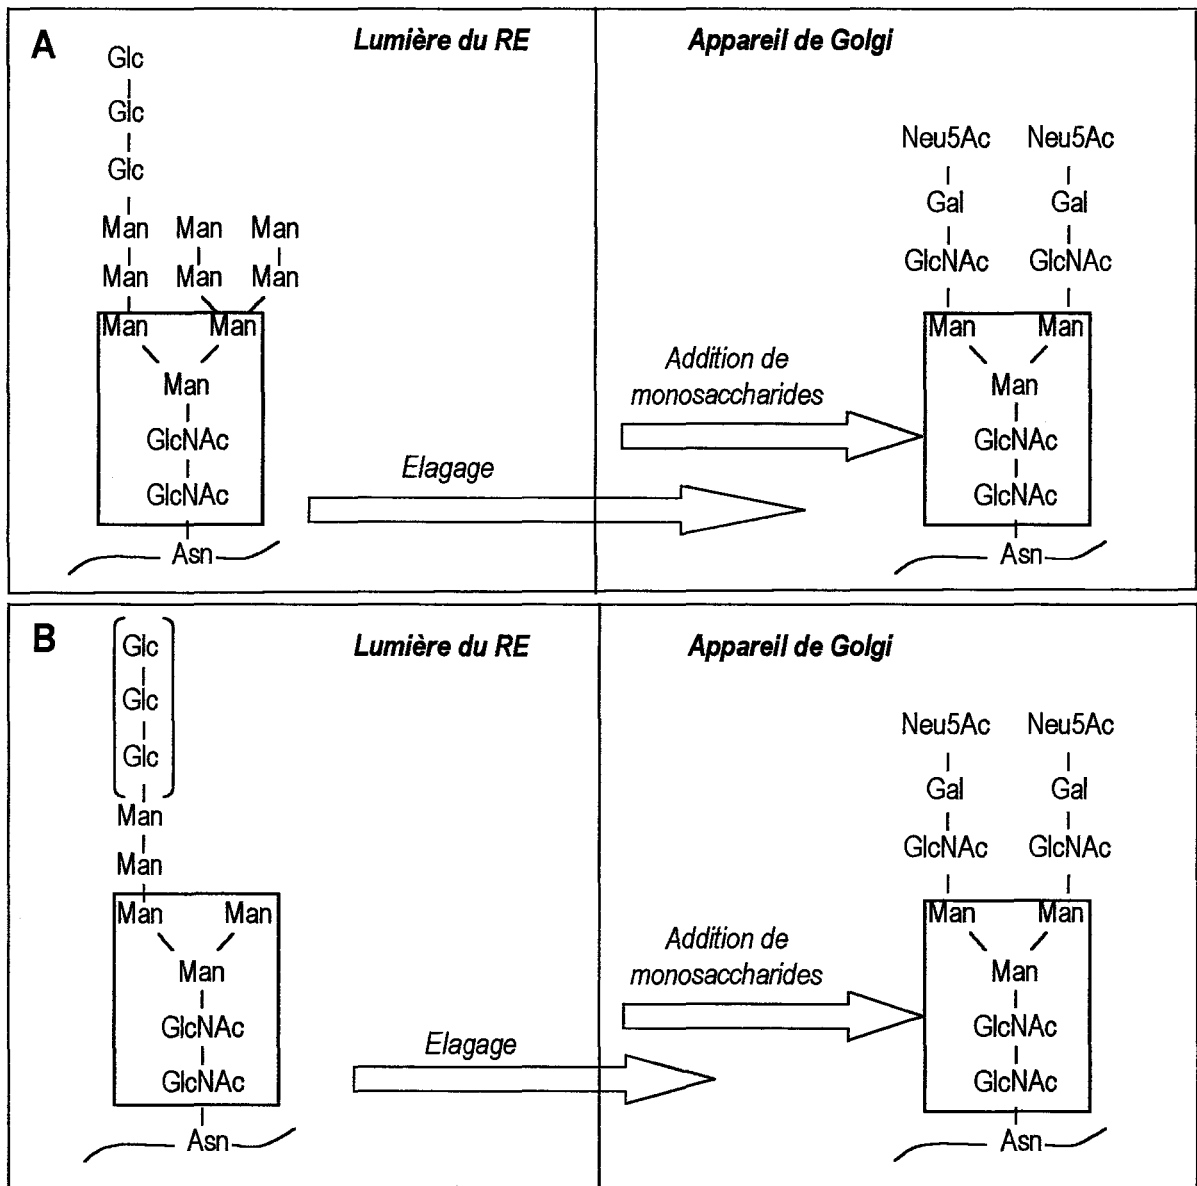 A
Lumière du RE
Appareil de Golgi
Glc
Glc
Glc
Man Man Man
Man Man Man
Man Man
Man
GlcNAc
GlcNAc
Asn
Elagage
Addition de
monosaccharides
Neu5Ac Neu5Ac
Gal Gal
GlcNAc GlcNAc
Man Man
Man
GlcNAc
GlcNAc
Asn
B
Lumière du RE
Appareil de Golgi
Glc
Glc
Glc
Man
Man
Man Man
Man
GlcNAc
GlcNAc
Asn
Elagage
Addition de
monosaccharides
Neu5Ac Neu5Ac
Gal Gal
GlcNAc GlcNAc
Man Man
Man
GlcNAc
GlcNAc
Asn